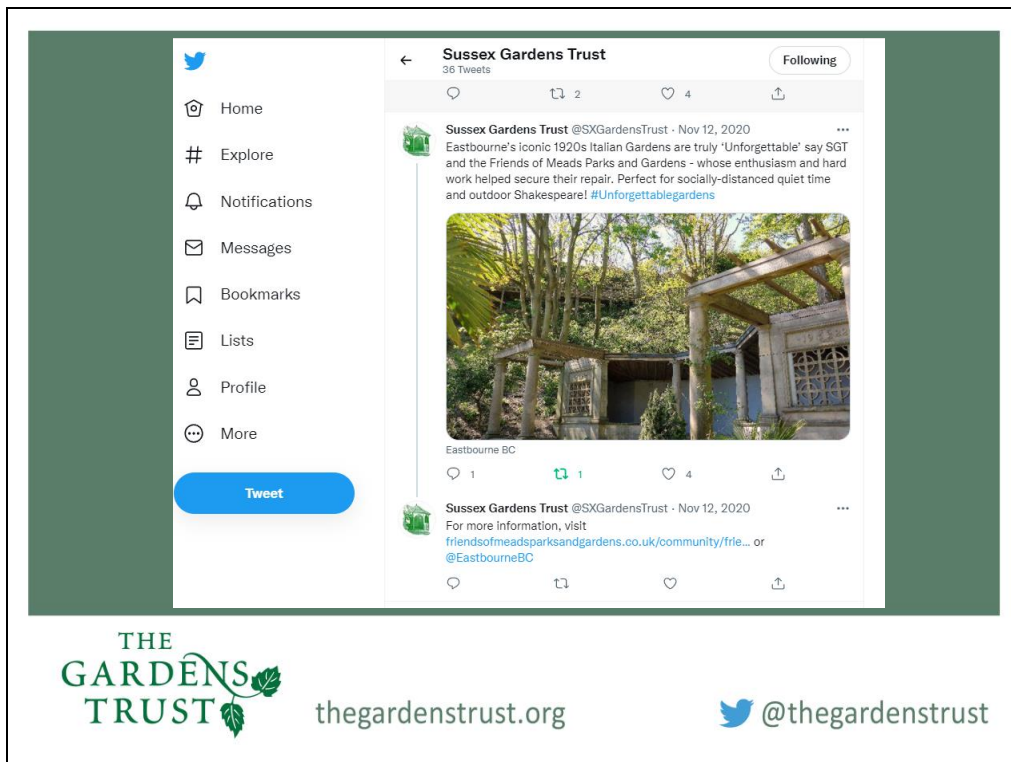 Home
Explore
Notifications
Messages
Bookmarks
Lists
Profile
More
Tweet
Sussex Gardens Trust
36 Tweets
Following
2
4
Sussex Gardens Trust @SXGardensTrust · Nov 12, 2020
Eastbourne's iconic 1920s Italian Gardens are truly 'Unforgettable' say SGT
and the Friends of Meads Parks and Gardens - whose enthusiasm and hard
work helped secure their repair. Perfect for socially-distanced quiet time
and outdoor Shakespeare! #Unforgettablegardens
Eastbourne BC
1
1
4
Sussex Gardens Trust @SXGardensTrust · Nov 12, 2020
For more information, visit
friendsofmeadsparksandgardens.co.uk/community/frie... or
@EastbourneBC
THE
GARDENS
TRUST
thegardenstrust.org
@thegardenstrust